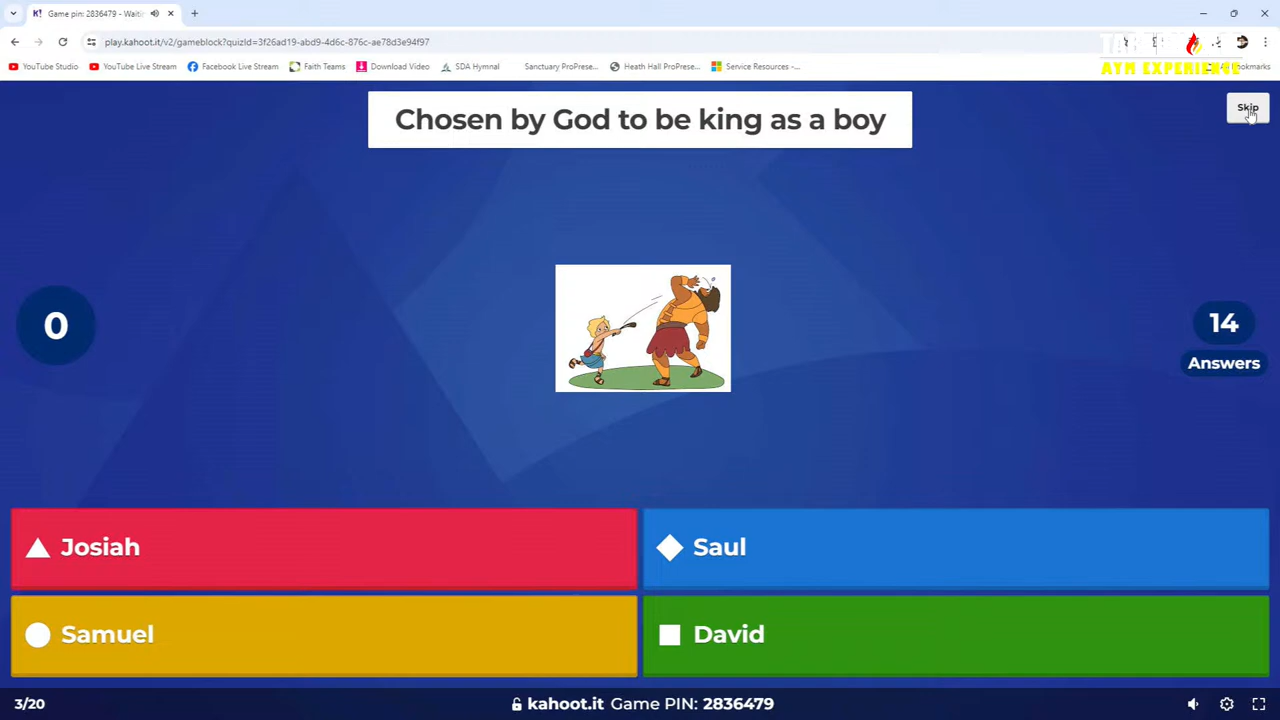 Game pin: 2836479 - Waiti
play.kahoot.it/v2/gameblock?quizId=3f26ad19-abd9-4d6c-876c-ae78d3e94f97
YouTube Studio YouTube Live Stream Facebook Live Stream Faith Teams Download Video SDA Hymnal Sanctuary ProPrese... Heath Hall ProPrese... Service Resources -...
AYM EXPERIENCE
Chosen by God to be king as a boy
Skip
0
14
Answers
Josiah
Saul
Samuel
David
3/20
kahoot.it Game PIN: 2836479